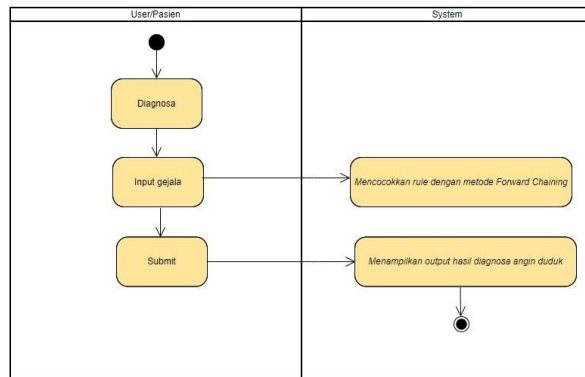 User/Pasien
System
Diagnosa
Input gejala
Mencocokkan rule dengan metode Forward Chaining
Submit
Menampilkan output hasil diagnosa angin duduk